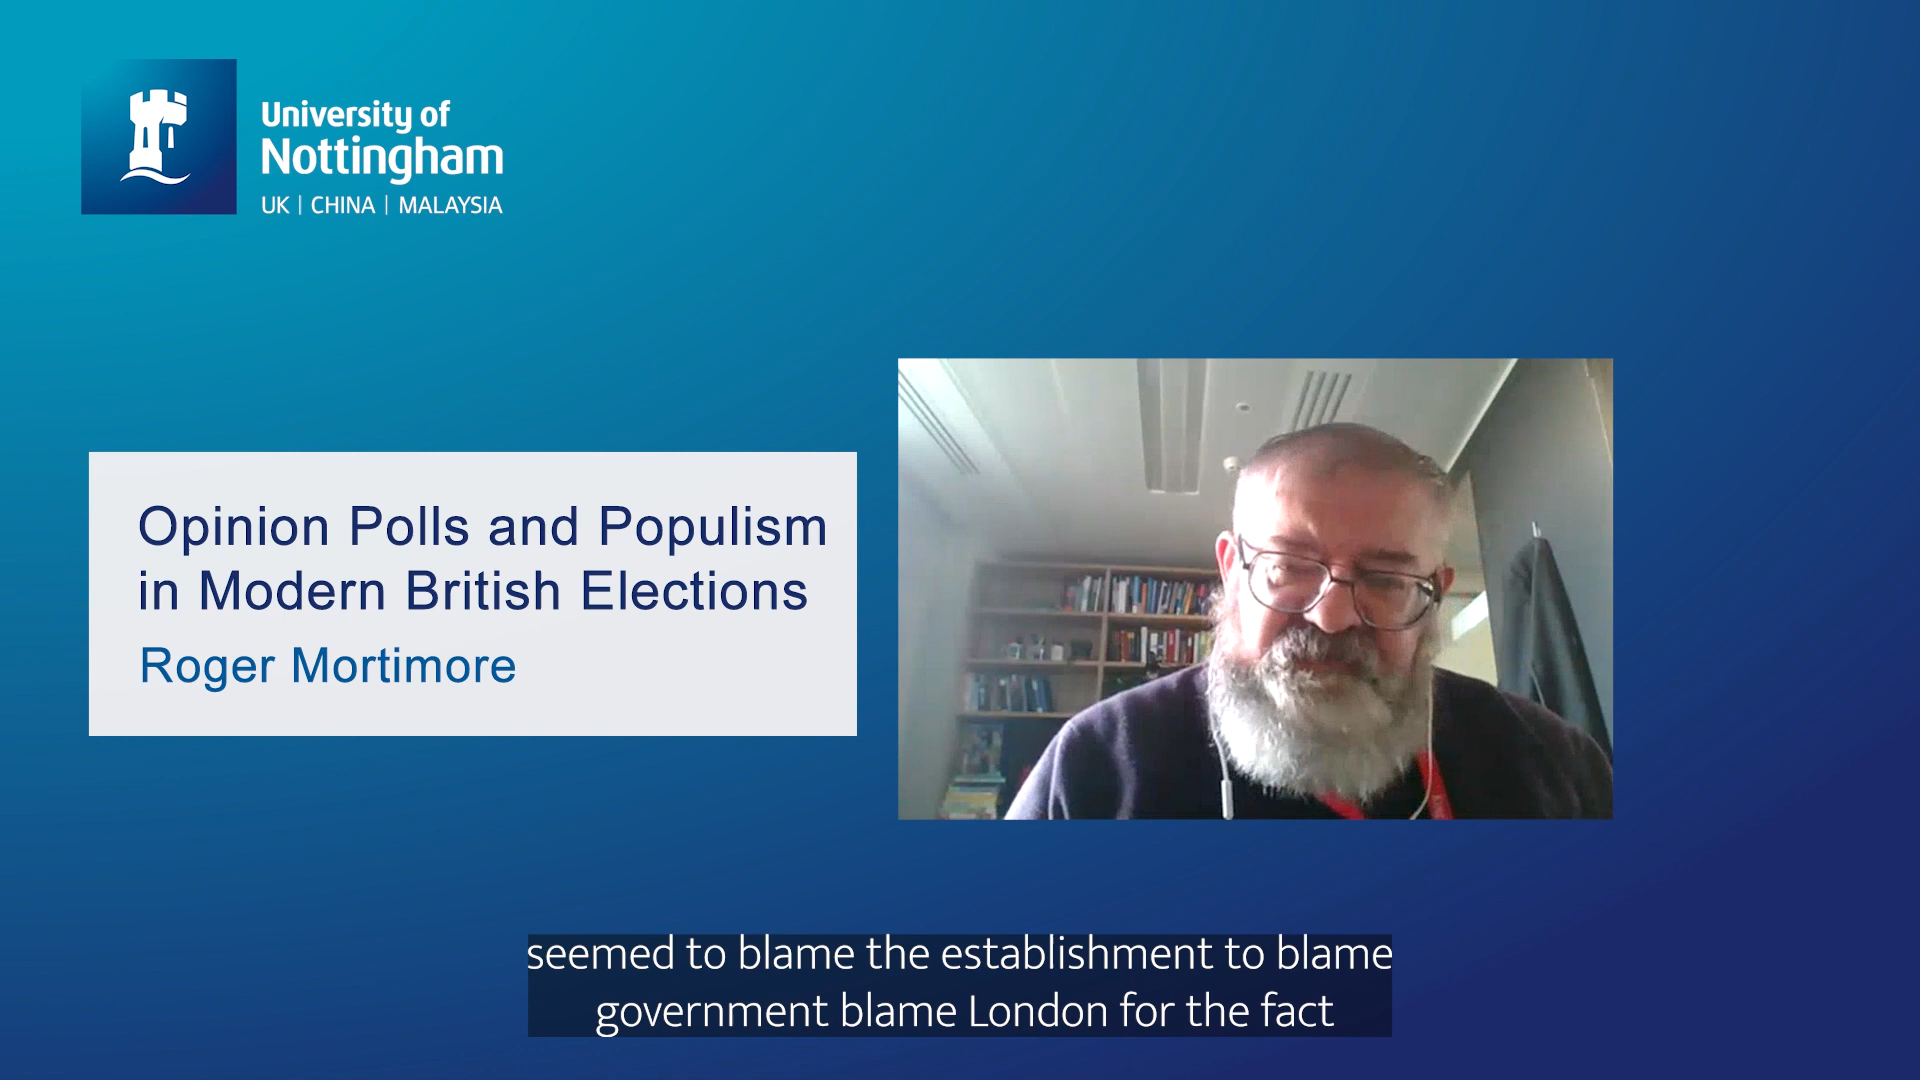 University of
Nottingham
UK | CHINA | MALAYSIA
Opinion Polls and Populism
in Modern British Elections
Roger Mortimore
seemed to blame the establishment to blame
government blame London for the fact